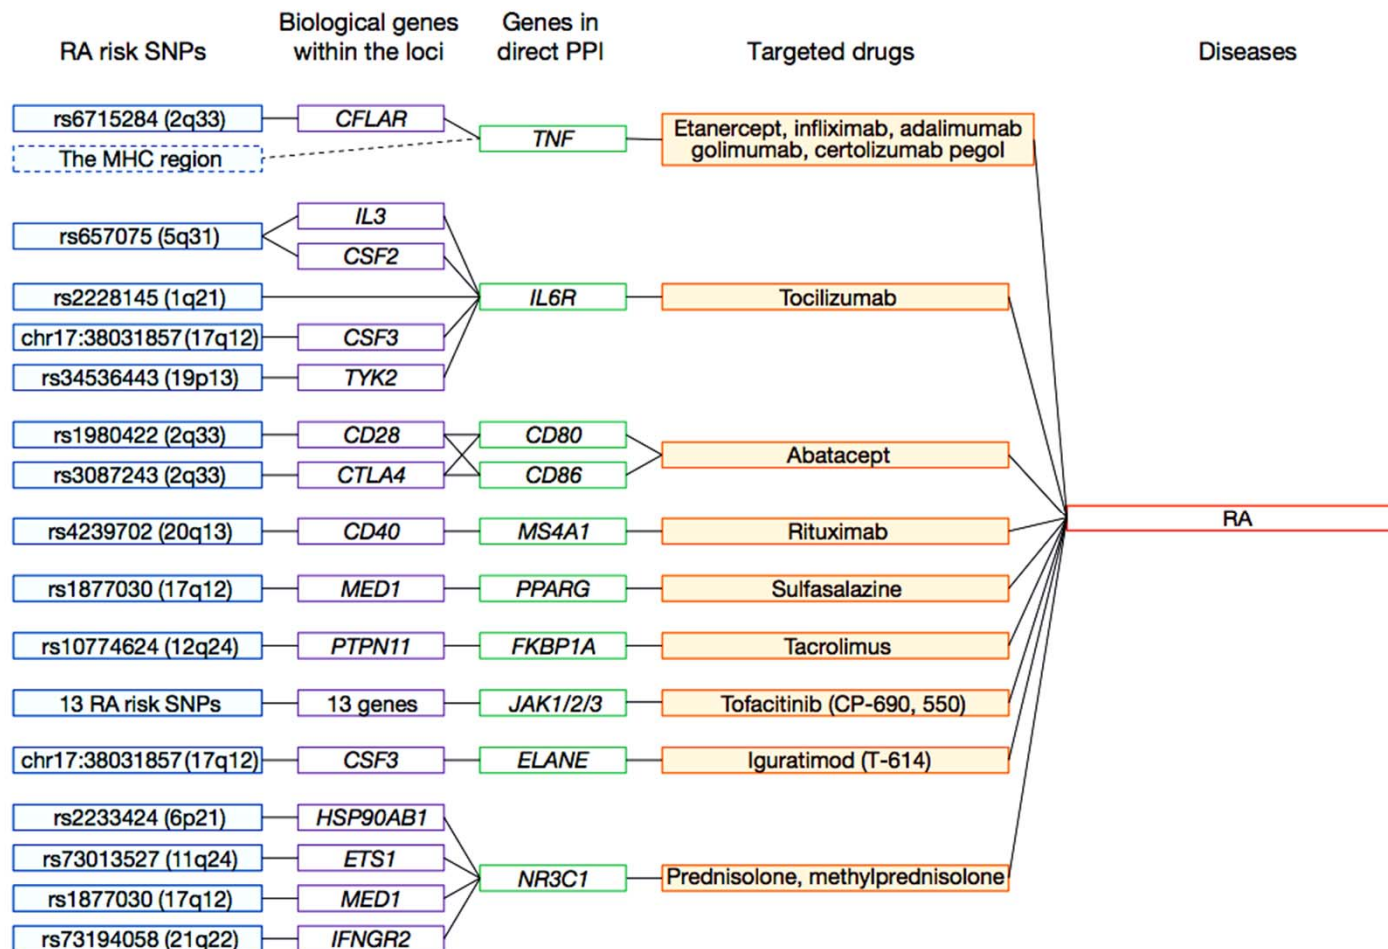 RA risk SNPs
Biological genes
within the loci
Genes in
direct PPI
Targeted drugs
Diseases
rs6715284 (2q33)
CFLAR
The MHC region
TNF
Etanercept, infliximab, adalimumab
golimumab, certolizumab pegol
rs657075 (5q31)
IL3
CSF2
rs2228145 (1q21)
IL6R
Tocilizumab
chr17:38031857(17q12)
CSF3
rs34536443 (19p13)
TYK2
rs1980422 (2q33)
CD28
CD80
rs3087243 (2q33)
CTLA4
CD86
Abatacept
RA
rs4239702 (20q13)
CD40
MS4A1
Rituximab
rs1877030 (17q12)
MED1
PPARG
Sulfasalazine
rs10774624 (12q24)
PTPN11
FKBP1A
Tacrolimus
13 RA risk SNPs
13 genes
JAK1/2/3
Tofacitinib (CP-690, 550)
chr17:38031857(17q12)
CSF3
ELANE
Iguratimod (T-614)
rs2233424 (6p21)
HSP90AB1
rs73013527 (11q24)
ETS1
NR3C1
Prednisolone, methylprednisolone
rs1877030 (17q12)
MED1
rs73194058 (21q22)
IFNGR2